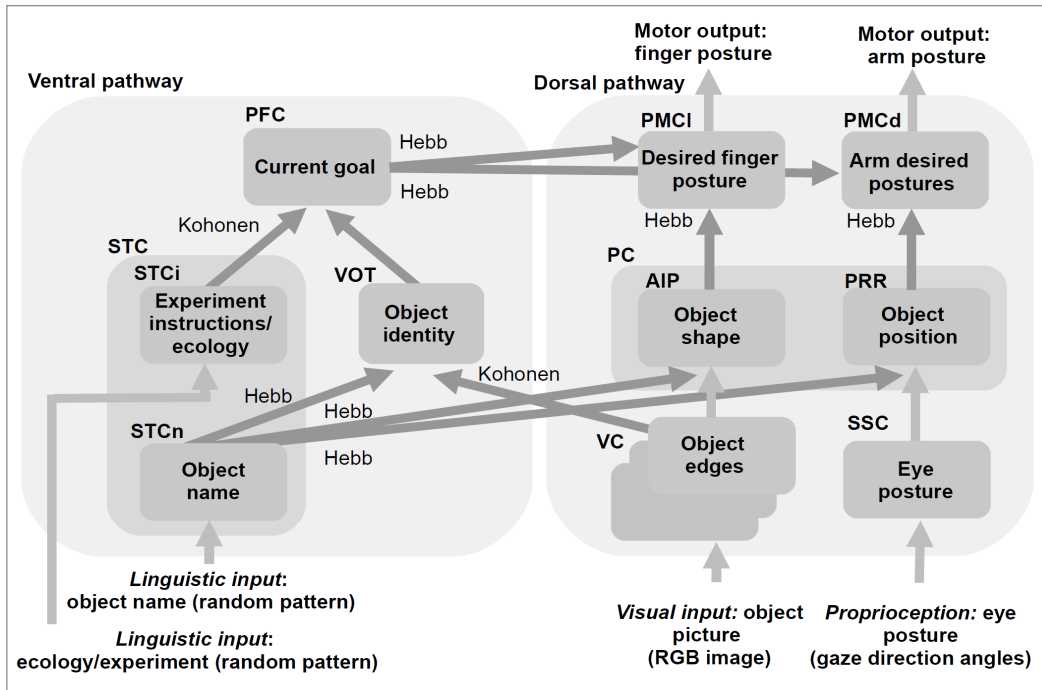 Motor output:
finger posture
Motor output:
arm posture
Ventral pathway
Dorsal pathway
PFC
Current goal
Hebb
Hebb
PMCl
Desired finger
posture
PMCd
Arm desired
postures
Kohonen
Hebb
Hebb
STC
STCi
Experiment
instructions/
ecology
VOT
Object
identity
PC
AIP
Object
shape
PRR
Object
position
Kohonen
Hebb
Hebb
Hebb
STCn
Object
name
VC
Object
edges
SSC
Eye
posture
Linguistic input:
object name (random pattern)
Linguistic input:
ecology/experiment (random pattern)
Visual input: object
picture
(RGB image)
Proprioception: eye
posture
(gaze direction angles)